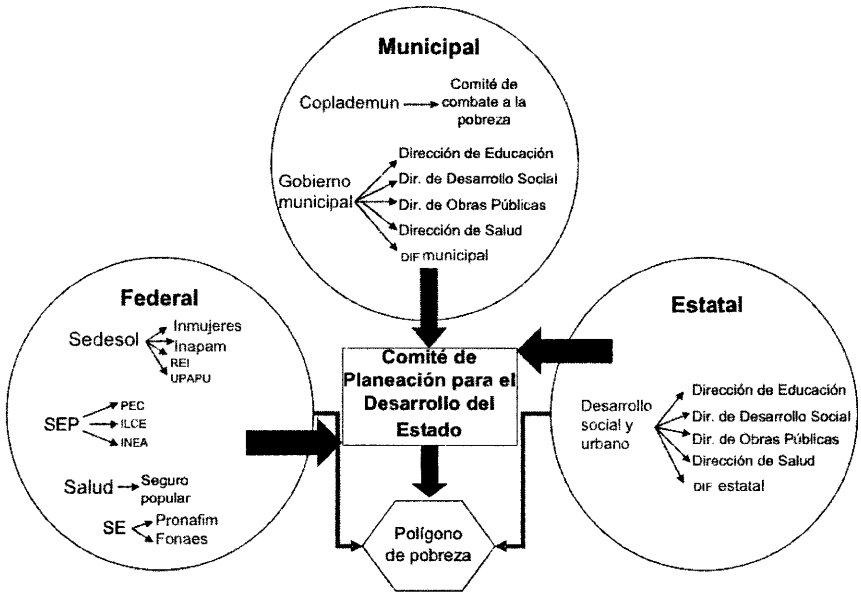 Municipal
Coplademun
Comité de
combate a la
pobreza
Gobierno
municipal
Dirección de Educación
Dir. de Desarrollo Social
Dir. de Obras Públicas
Dirección de Salud
DIF municipal
Federal
Sedesol
Inmujeres
Inapam
REI
UPAPU
SEP
PEC
ILCE
INEA
Salud
Seguro
popular
SE
Pronafim
Fonaes
Comité de
Planeación para el
Desarrollo del
Estado
Polígono
de pobreza
Estatal
Desarrollo
social y
urbano
Dirección de Educación
Dir. de Desarrollo Social
Dir. de Obras Públicas
Dirección de Salud
DIF estatal